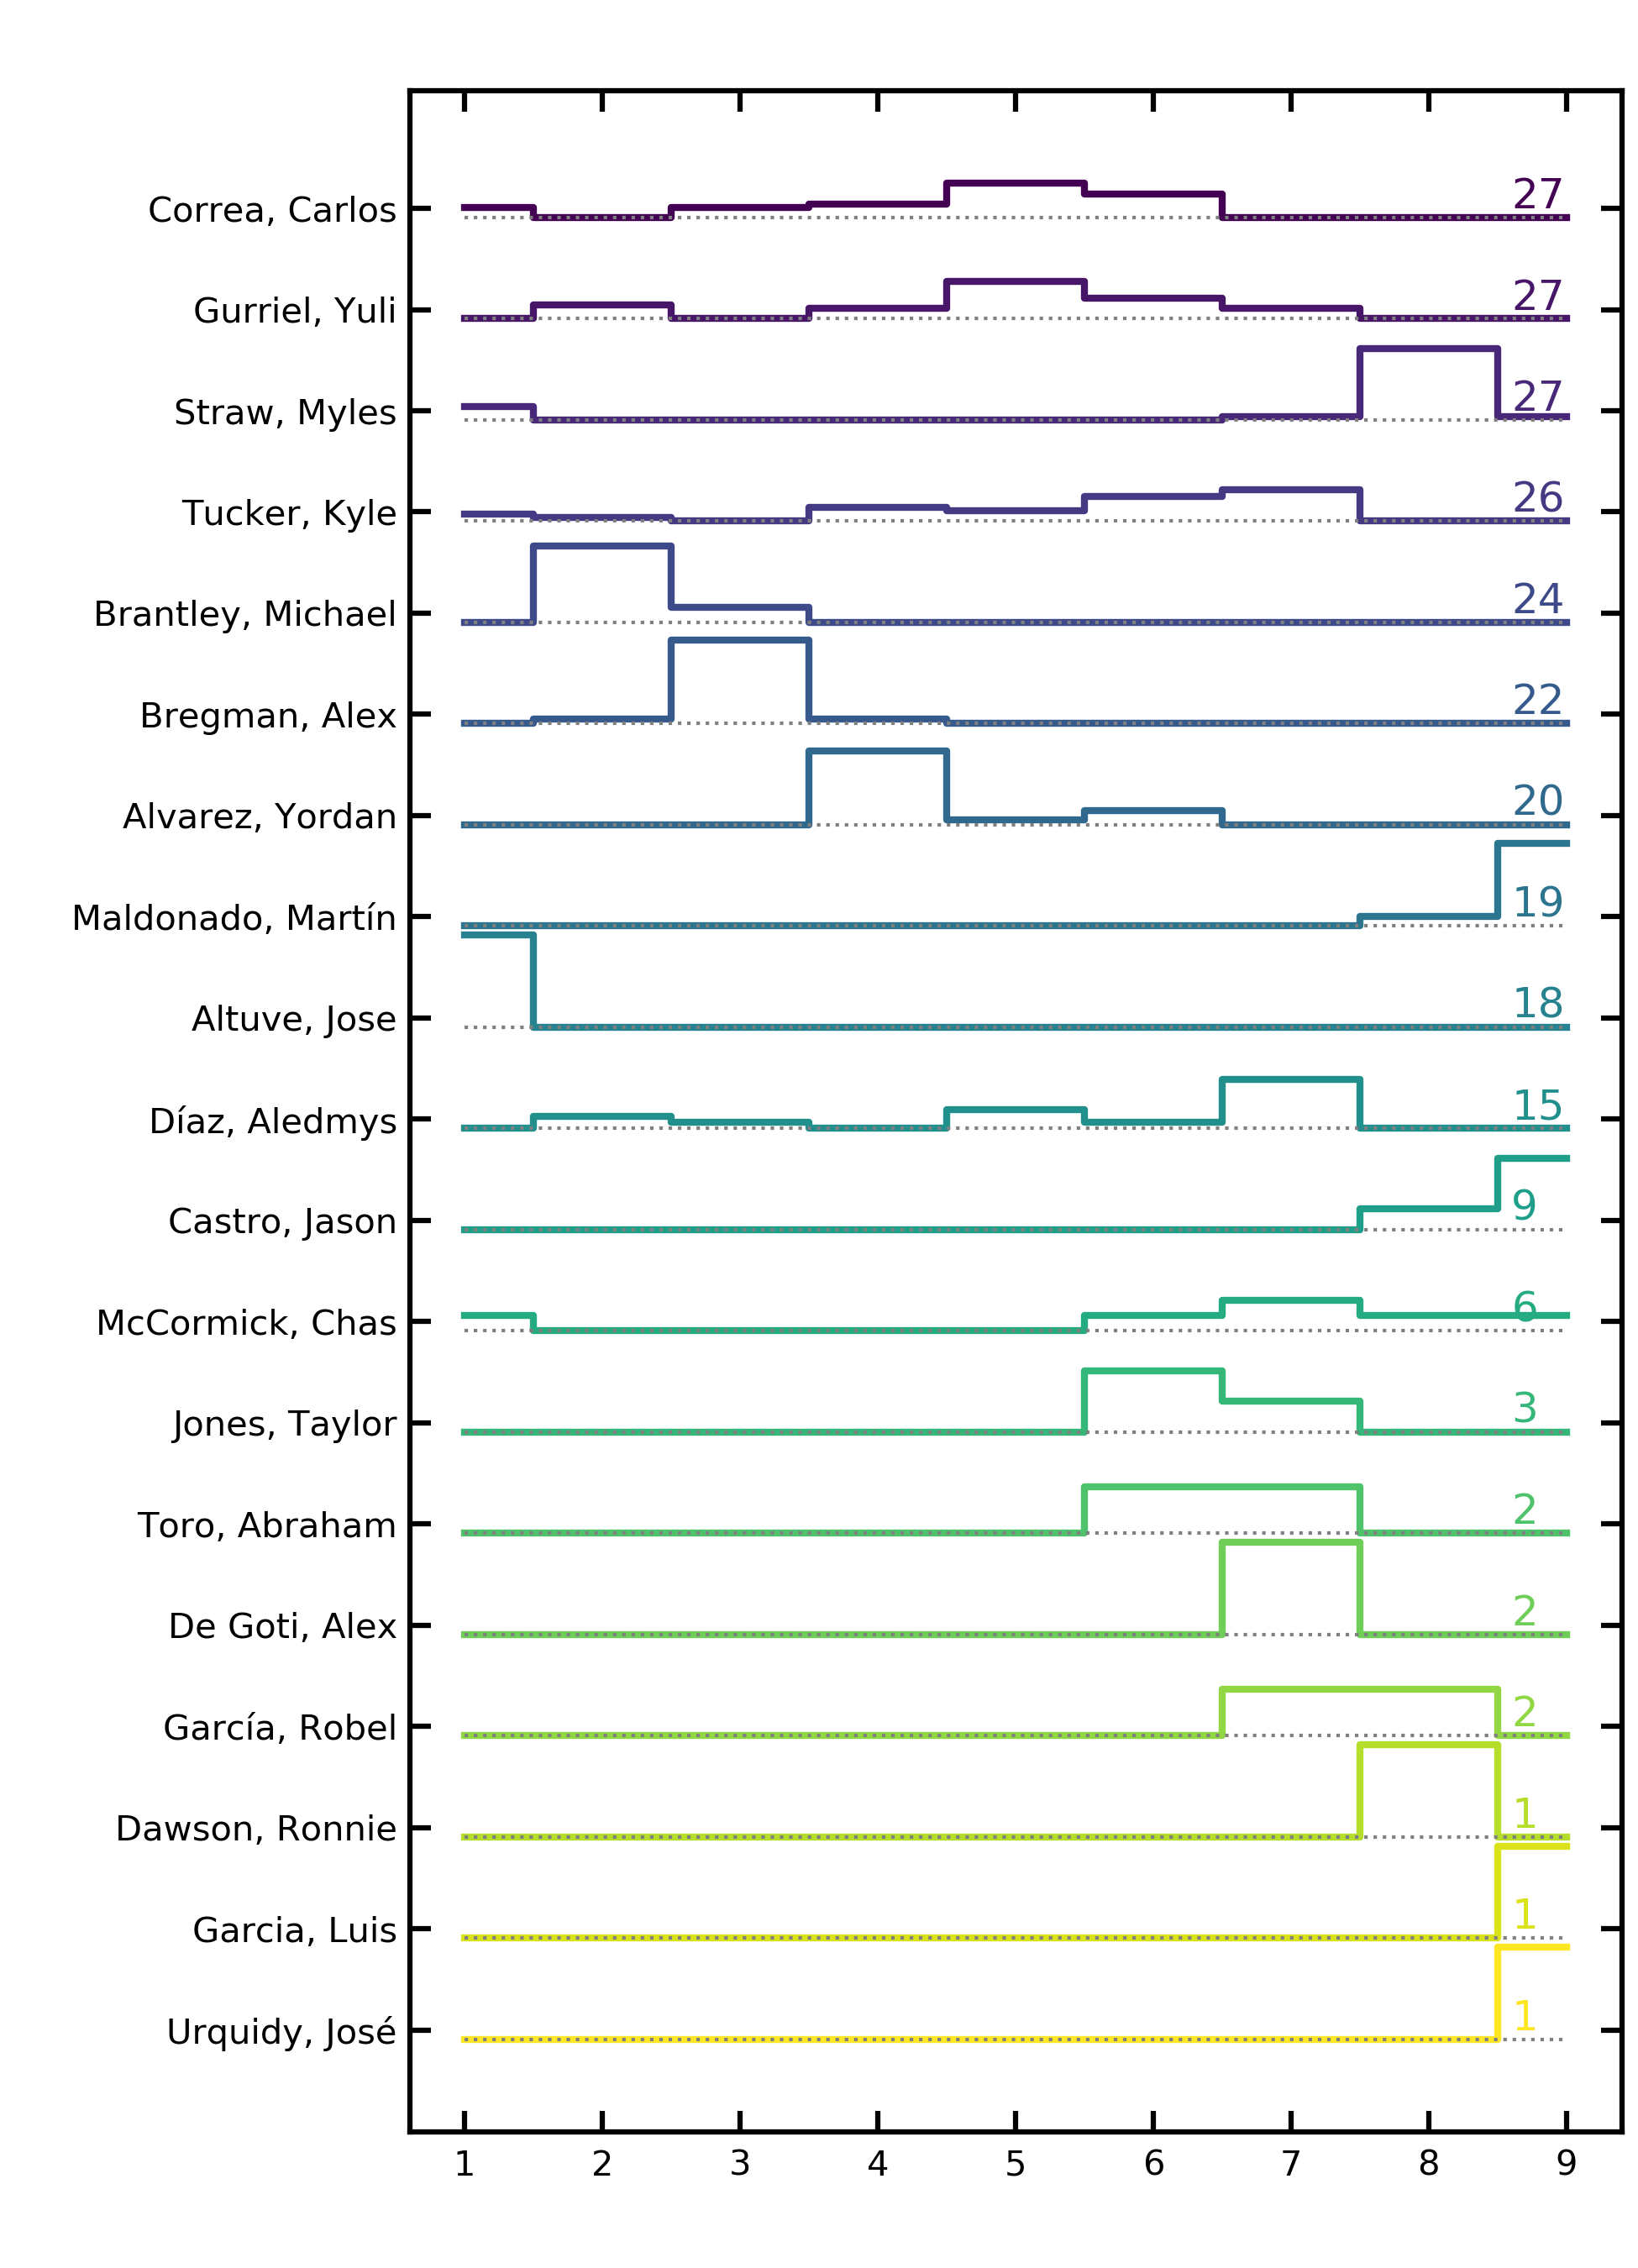 Correa, Carlos 27
Gurriel, Yuli 27
Straw, Myles 27
Tucker, Kyle 26
Brantley, Michael 24
Bregman, Alex 22
Alvarez, Yordan 20
Maldonado, Martín 19
Altuve, Jose 18
Díaz, Aledmys 15
Castro, Jason 9
McCormick, Chas 6
Jones, Taylor 3
Toro, Abraham 2
De Goti, Alex 2
García, Robel 2
Dawson, Ronnie 1
Garcia, Luis 1
Urquidy, José 1
1 2 3 4 5 6 7 8 9